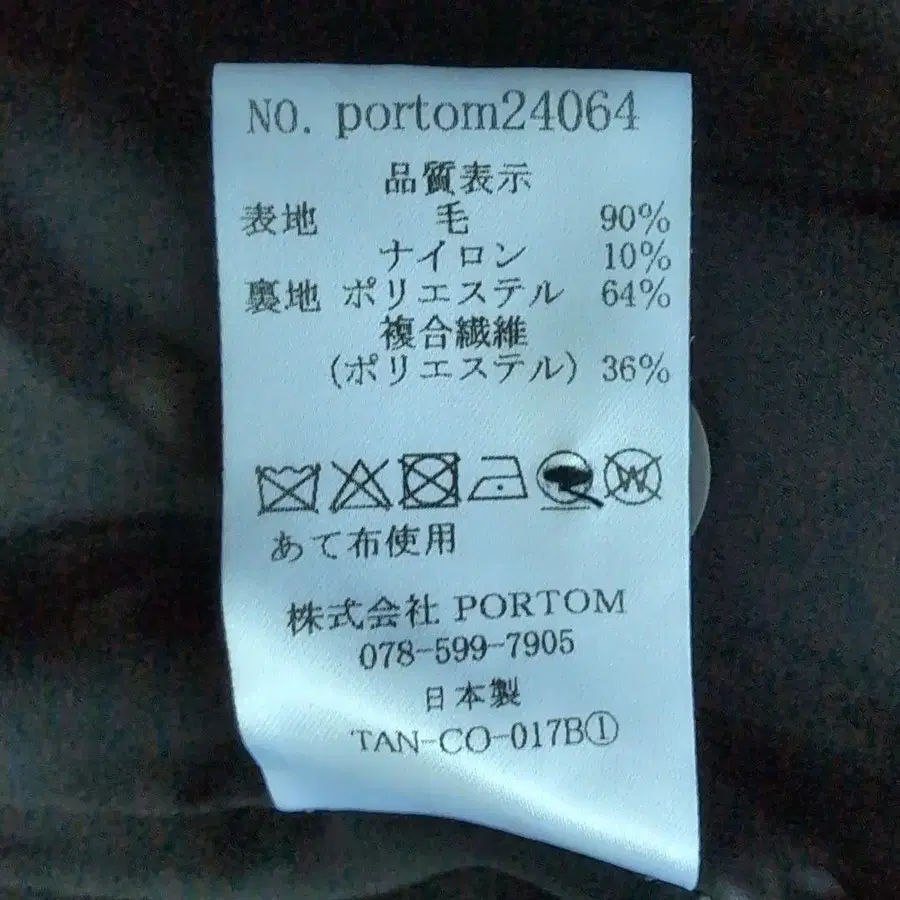 NO. portom24064
品質表示
表地 毛 90%
ナイロン 10%
裏地 ポリエステル 64%
複合繊維
(ポリエステル) 36%
あて布使用
株式会社 PORTOM
078-599-7905
日本製
TAN-CO-017B①